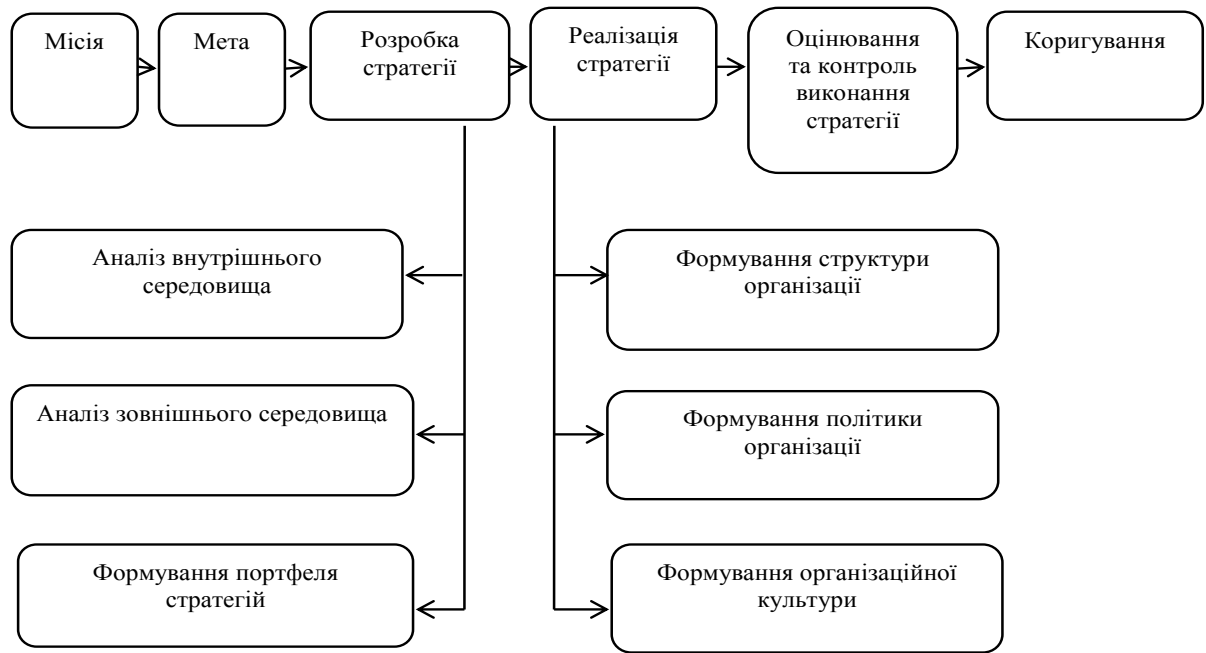 Місія
Мета
Розробка
стратегії
Реалізація
стратегії
Оцінювання
та контроль
виконання
стратегії
Коригування
Аналіз внутрішнього
середовища
Формування структури
організації
Аналіз зовнішнього середовища
Формування політики
організації
Формування портфеля
стратегій
Формування організаційної
культури